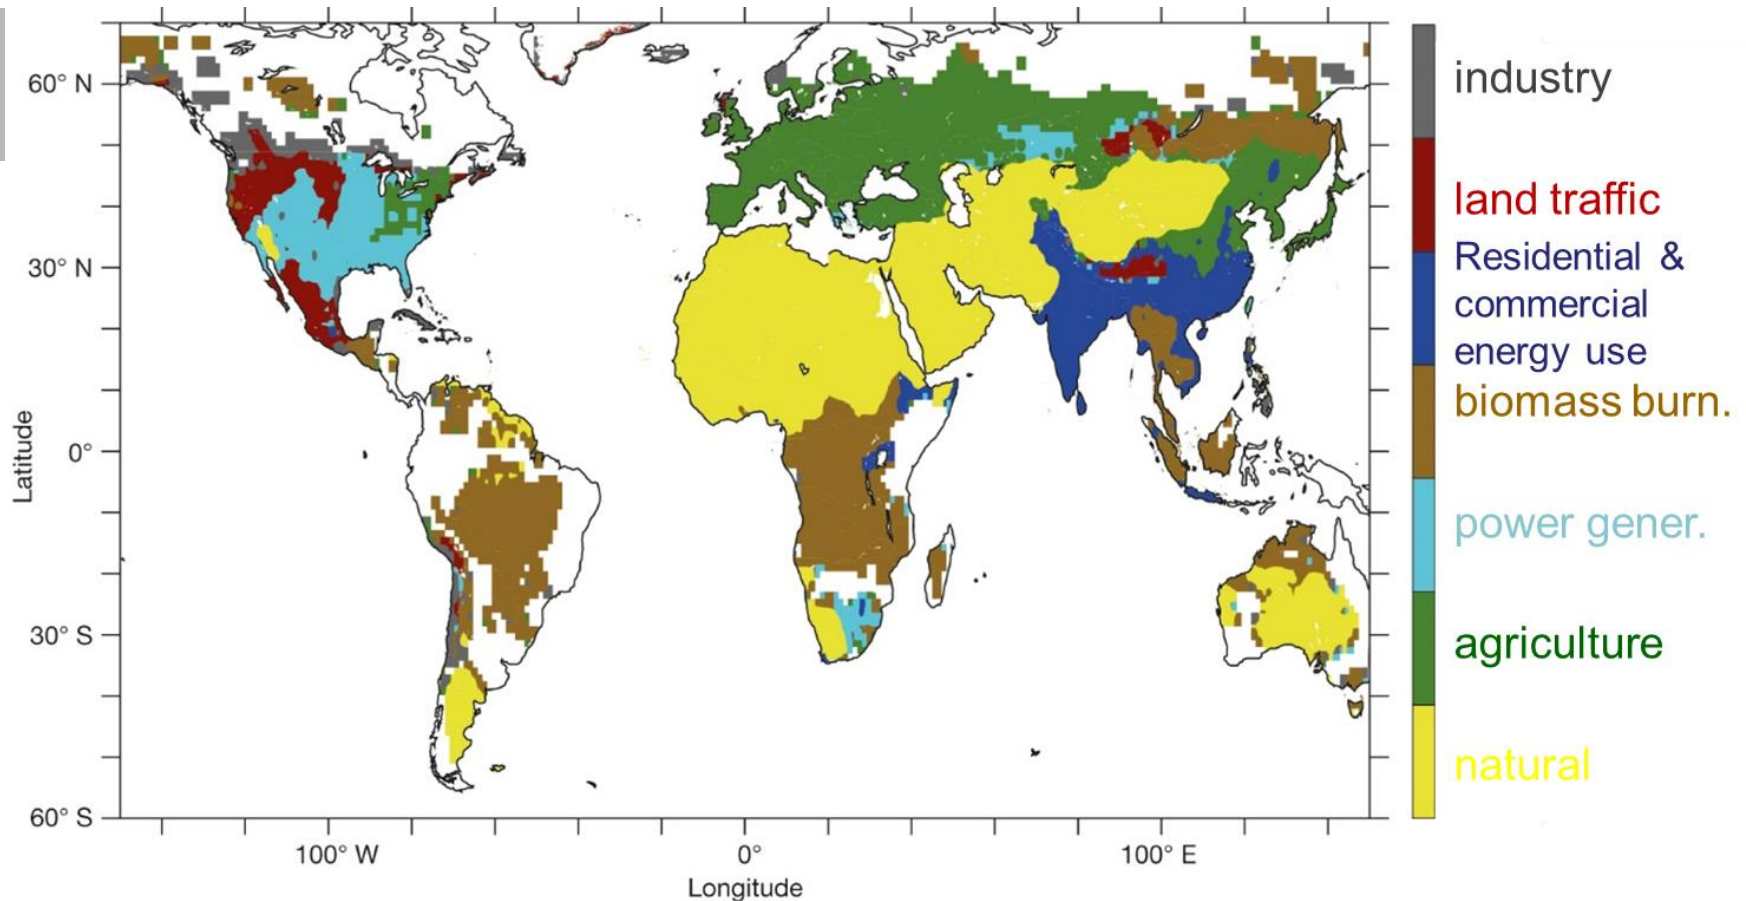 60° N
30° N
0°
30° S
60° S
Latitude
100° W
0°
100° E
Longitude
industry
land traffic
Residential &
commercial
energy use
biomass burn.
power gener.
agriculture
natural